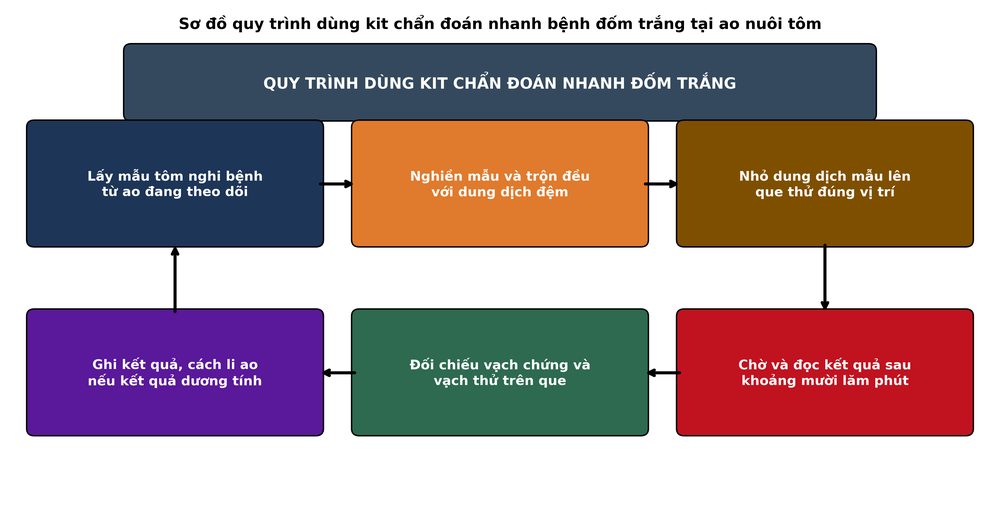 Sơ đồ quy trình dùng kit chẩn đoán nhanh bệnh đốm trắng tại ao nuôi tôm
QUY TRÌNH DÙNG KIT CHẨN ĐOÁN NHANH ĐỐM TRẮNG
Lấy mẫu tôm nghi bệnh
từ ao đang theo dõi
Nghiền mẫu và trộn đều
với dung dịch đệm
Nhỏ dung dịch mẫu lên
que thử đúng vị trí
Chờ và đọc kết quả sau
khoảng mười lăm phút
Đối chiếu vạch chứng và
vạch thử trên que
Ghi kết quả, cách li ao
nếu kết quả dương tính